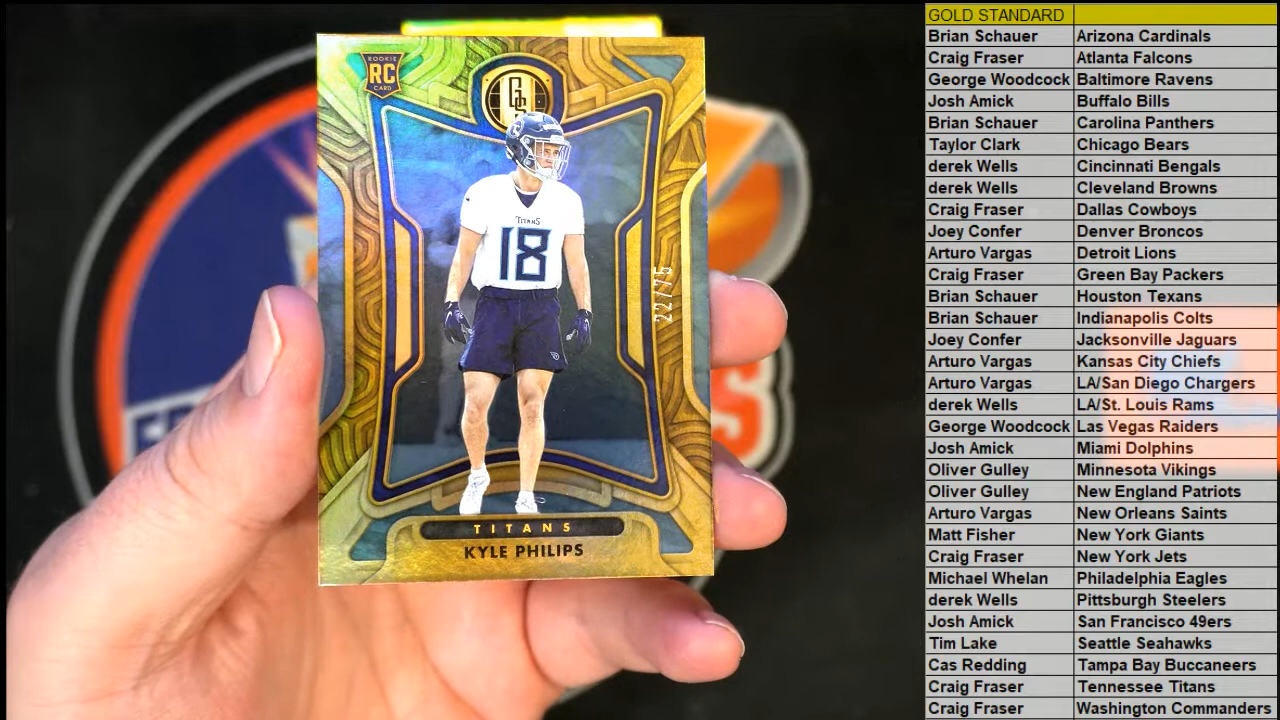 ROOKIE
RC
CARD
GS
TITANS
18
22/75
TITANS
KYLE PHILIPS
GOLD STANDARD
Brian Schauer Arizona Cardinals
Craig Fraser Atlanta Falcons
George Woodcock Baltimore Ravens
Josh Amick Buffalo Bills
Brian Schauer Carolina Panthers
Taylor Clark Chicago Bears
derek Wells Cincinnati Bengals
derek Wells Cleveland Browns
Craig Fraser Dallas Cowboys
Joey Confer Denver Broncos
Arturo Vargas Detroit Lions
Craig Fraser Green Bay Packers
Brian Schauer Houston Texans
Brian Schauer Indianapolis Colts
Joey Confer Jacksonville Jaguars
Arturo Vargas Kansas City Chiefs
Arturo Vargas LA/San Diego Chargers
derek Wells LA/St. Louis Rams
George Woodcock Las Vegas Raiders
Josh Amick Miami Dolphins
Oliver Gulley Minnesota Vikings
Oliver Gulley New England Patriots
Arturo Vargas New Orleans Saints
Matt Fisher New York Giants
Craig Fraser New York Jets
Michael Whelan Philadelphia Eagles
derek Wells Pittsburgh Steelers
Josh Amick San Francisco 49ers
Tim Lake Seattle Seahawks
Cas Redding Tampa Bay Buccaneers
Craig Fraser Tennessee Titans
Craig Fraser Washington Commanders